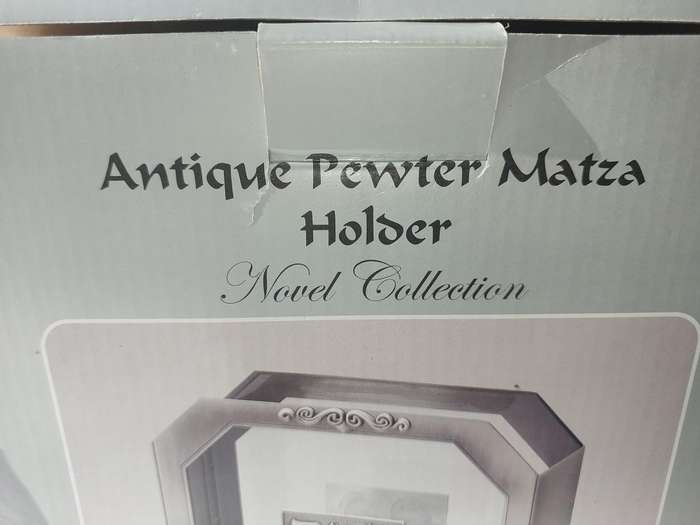 Antique Pewter Matza
Holder
Novel Collection